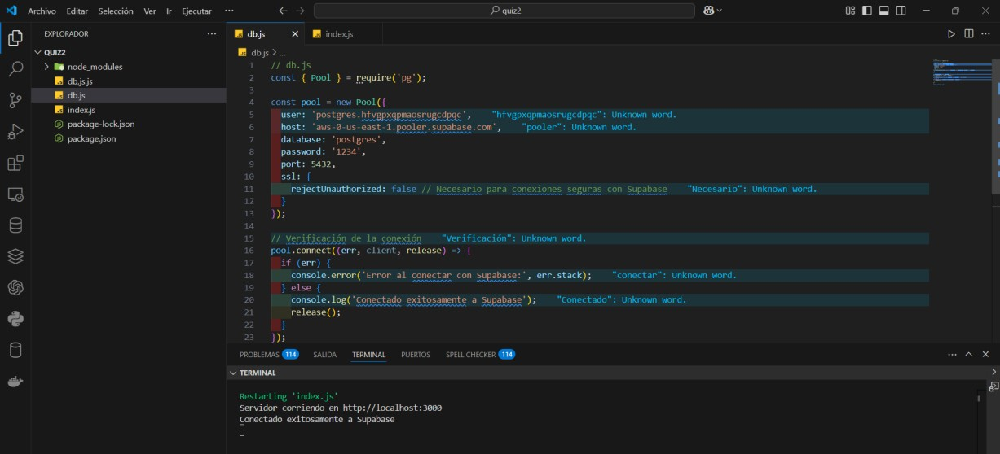 Archivo Editar Selección Ver Ir Ejecutar ··· quiz2
EXPLORADOR ···
QUIZ2
node_modules
db.js.js
db.js
index.js
package-lock.json
package.json
db.js index.js
db.js > ...
1 // db.js
2 const { Pool } = require('pg');
3
4 const pool = new Pool({
5 user: 'postgres.hfvgpxqpmaosrugcdpqc', "hfvgpxqpmaosrugcdpqc": Unknown word.
6 host: 'aws-0-us-east-1.pooler.supabase.com', "pooler": Unknown word.
7 database: 'postgres',
8 password: '1234',
9 port: 5432,
10 ssl: {
11 rejectUnauthorized: false // Necesario para conexiones seguras con Supabase "Necesario": Unknown word.
12 }
13 });
14
15 // Verificación de la conexión "Verificación": Unknown word.
16 pool.connect((err, client, release) => {
17 if (err) {
18 console.error('Error al conectar con Supabase:', err.stack); "conectar": Unknown word.
19 } else {
20 console.log('Conectado exitosamente a Supabase'); "Conectado": Unknown word.
21 release();
22 }
23 });
PROBLEMAS 114 SALIDA TERMINAL PUERTOS SPELL CHECKER 114
TERMINAL
Restarting 'index.js'
Servidor corriendo en http://localhost:3000
Conectado exitosamente a Supabase